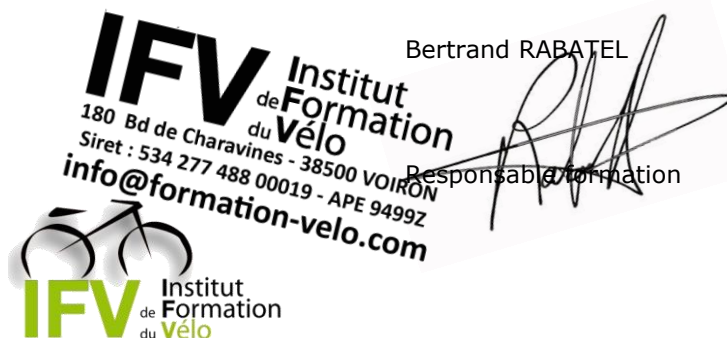 IFV Institut
de Formation
du Vélo
180 Bd de Charavines - 38500 VOIRON
Siret : 534 277 488 00019 - APE 9499Z
info@formation-velo.com
Bertrand RABATEL
Responsable formation
IFV Institut
de Formation
du Vélo